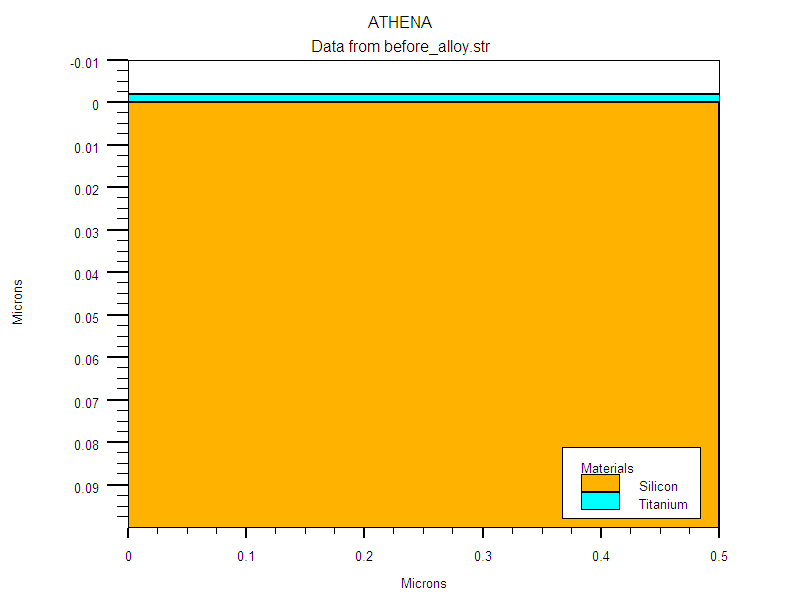 ATHENA
Data from before_alloy.str
-0.01
0
0.01
0.02
0.03
0.04
0.05
0.06
0.07
0.08
0.09
Microns
Materials
Silicon
Titanium
0 0.1 0.2 0.3 0.4 0.5
Microns